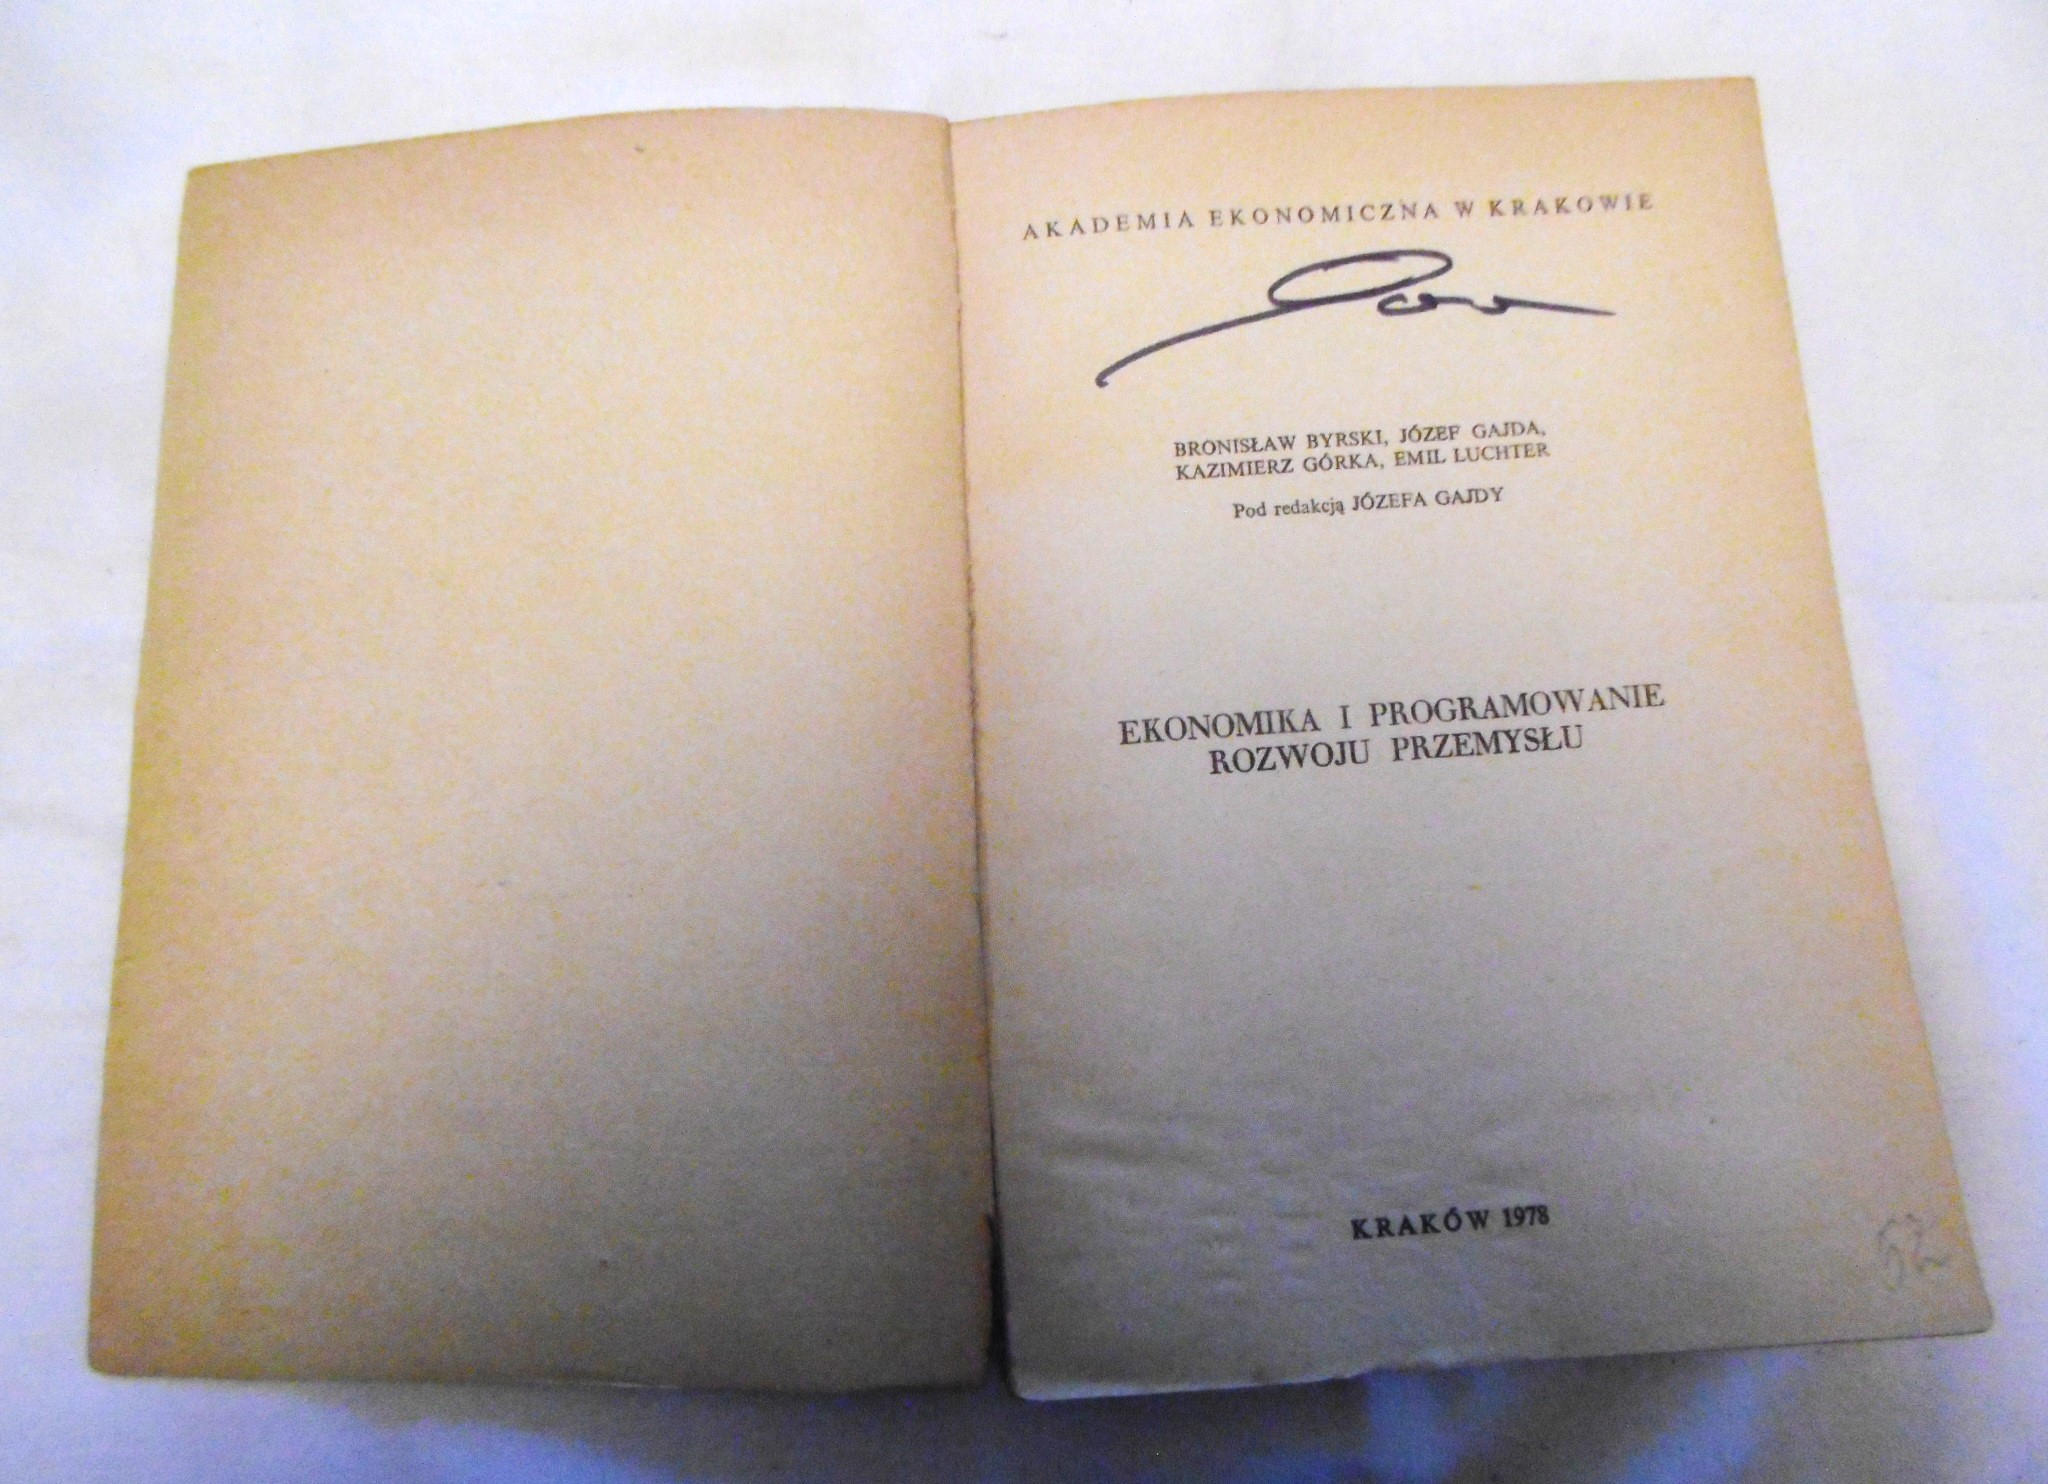 AKADEMIA EKONOMICZNA W KRAKOWIE
BRONISŁAW BYRSKI, JÓZEF GAJDA,
KAZIMIERZ GÓRKA, EMIL LUCHTER
Pod redakcją JÓZEFA GAJDY
EKONOMIKA I PROGRAMOWANIE
ROZWOJU PRZEMYSŁU
KRAKÓW 1978